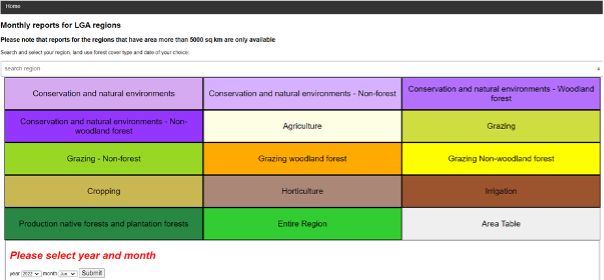 Home
Monthly reports for LGA regions
Please note that reports for the regions that have area more than 5000 sq km are only available
Search and select your region, land use forest cover type and date of your choice:
search region
Conservation and natural environments
Conservation and natural environments - Non-forest
Conservation and natural environments - Woodland
forest
Conservation and natural environments - Non-
woodland forest
Agriculture
Grazing
Grazing - Non-forest
Grazing woodland forest
Grazing Non-woodland forest
Cropping
Horticulture
Irrigation
Production native forests and plantation forests
Entire Region
Area Table
Please select year and month
year 2022 month Jun Submit